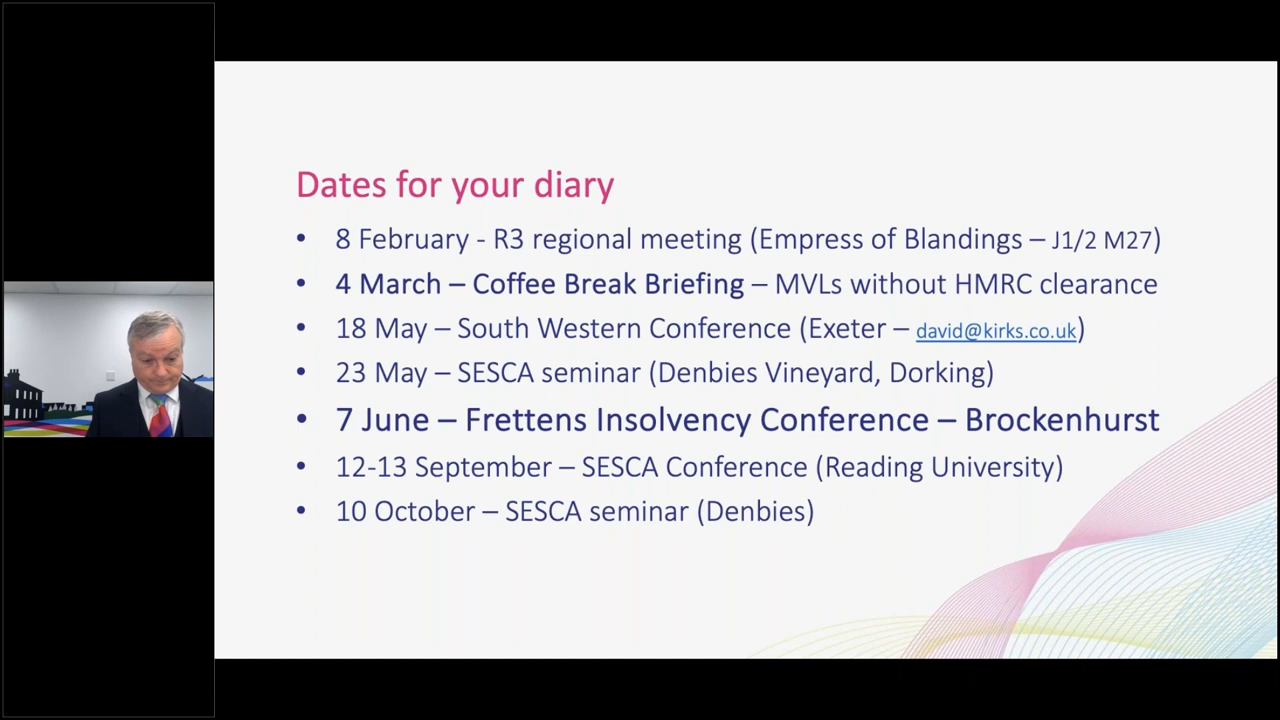 Dates for your diary
• 8 February - R3 regional meeting (Empress of Blandings – J1/2 M27)
• 4 March – Coffee Break Briefing – MVLs without HMRC clearance
• 18 May – South Western Conference (Exeter – david@kirks.co.uk)
• 23 May – SESCA seminar (Denbies Vineyard, Dorking)
• 7 June – Frettens Insolvency Conference – Brockenhurst
• 12-13 September – SESCA Conference (Reading University)
• 10 October – SESCA seminar (Denbies)